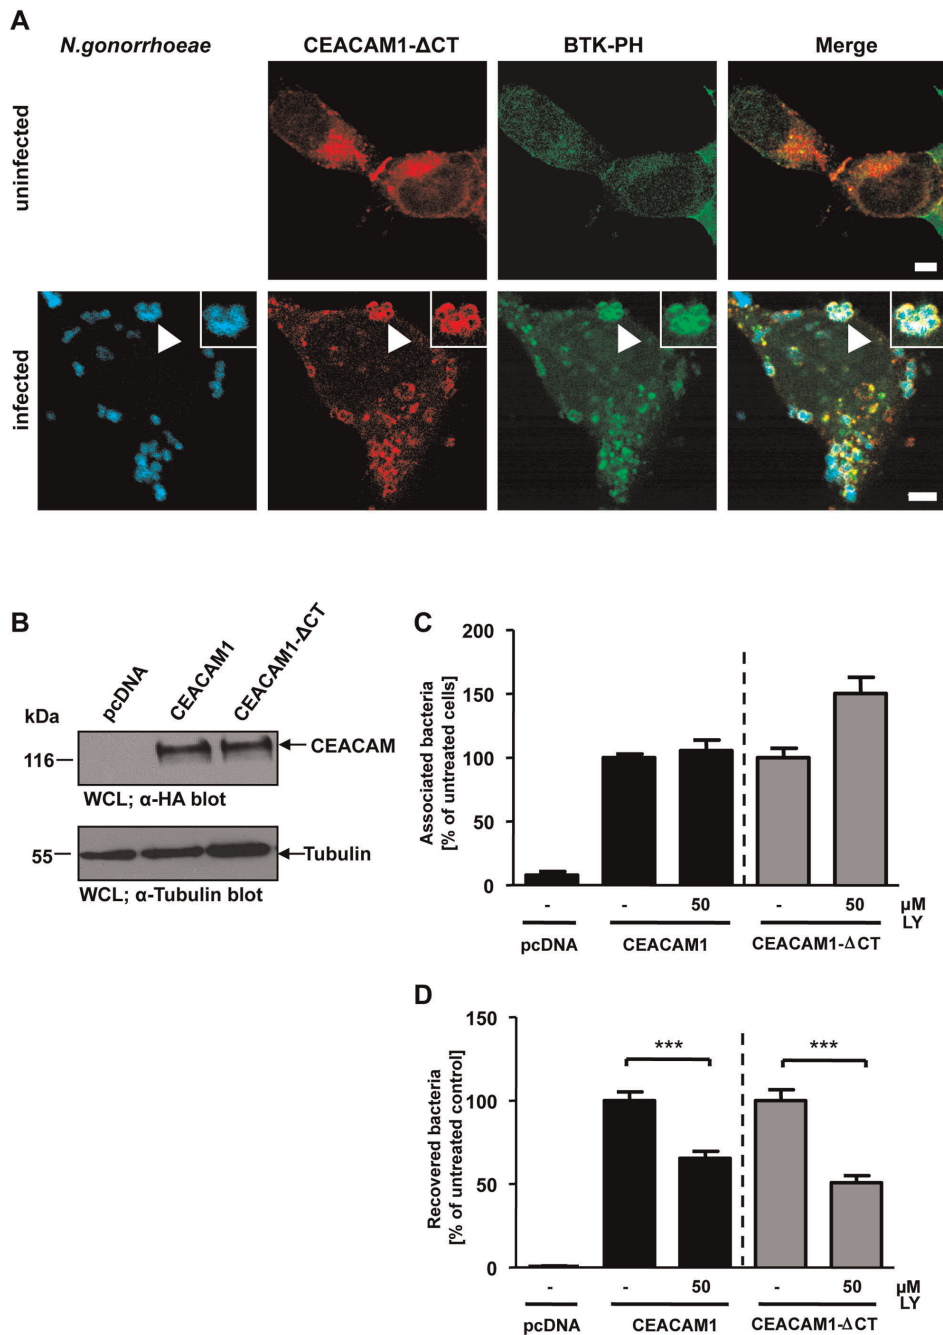 A
N.gonorrhoeae CEACAM1-ΔCT BTK-PH Merge
uninfected
infected
B
pcDNA CEACAM1 CEACAM1-ΔCT
kDa
116
CEACAM
WCL; α-HA blot
55
Tubulin
WCL; α-Tubulin blot
C
Associated bacteria
[% of untreated cells]
200
150
100
50
0
- - 50 - 50 µM
LY
pcDNA CEACAM1 CEACAM1-ΔCT
D
Recovered bacteria
[% of untreated control]
150
100
50
0
*** ***
- - 50 - 50 µM
LY
pcDNA CEACAM1 CEACAM1-ΔCT